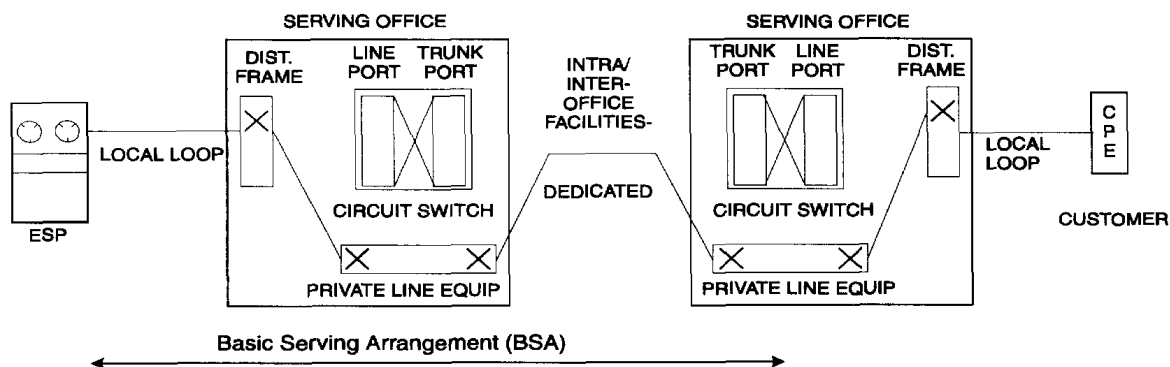 SERVING OFFICE
DIST.
FRAME
LINE
PORT
TRUNK
PORT
LOCAL LOOP
ESP
CIRCUIT SWITCH
PRIVATE LINE EQUIP
INTRA/
INTER-
OFFICE
FACILITIES-
DEDICATED
SERVING OFFICE
TRUNK
PORT
LINE
PORT
DIST.
FRAME
CIRCUIT SWITCH
PRIVATE LINE EQUIP
LOCAL
LOOP
C
P
E
CUSTOMER
Basic Serving Arrangement (BSA)